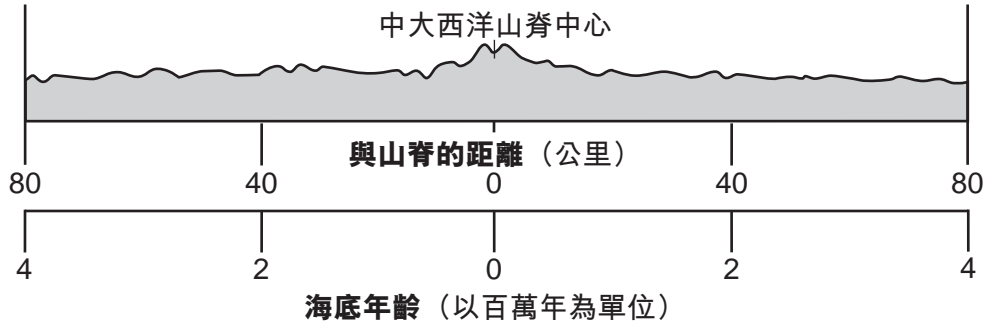 中大西洋山脊中心
與山脊的距離（公里）
80 40 0 40 80
4 2 0 2 4
海底年齡（以百萬年為單位）